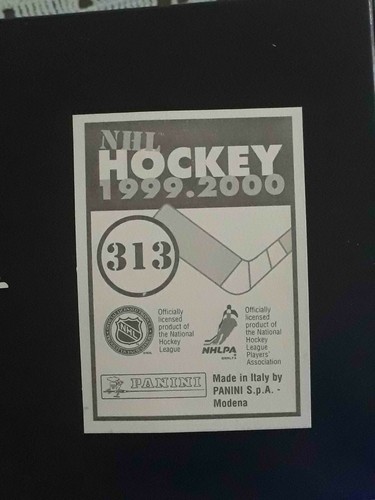 NHL
HOCKEY
1999.2000
313
NHL
Officially
licensed
product of
the National
Hockey
League
NHLPA
Officially
licensed
product of
the National
Hockey
League
Players'
Association
PANINI
Made in Italy by
PANINI S.p.A. -
Modena